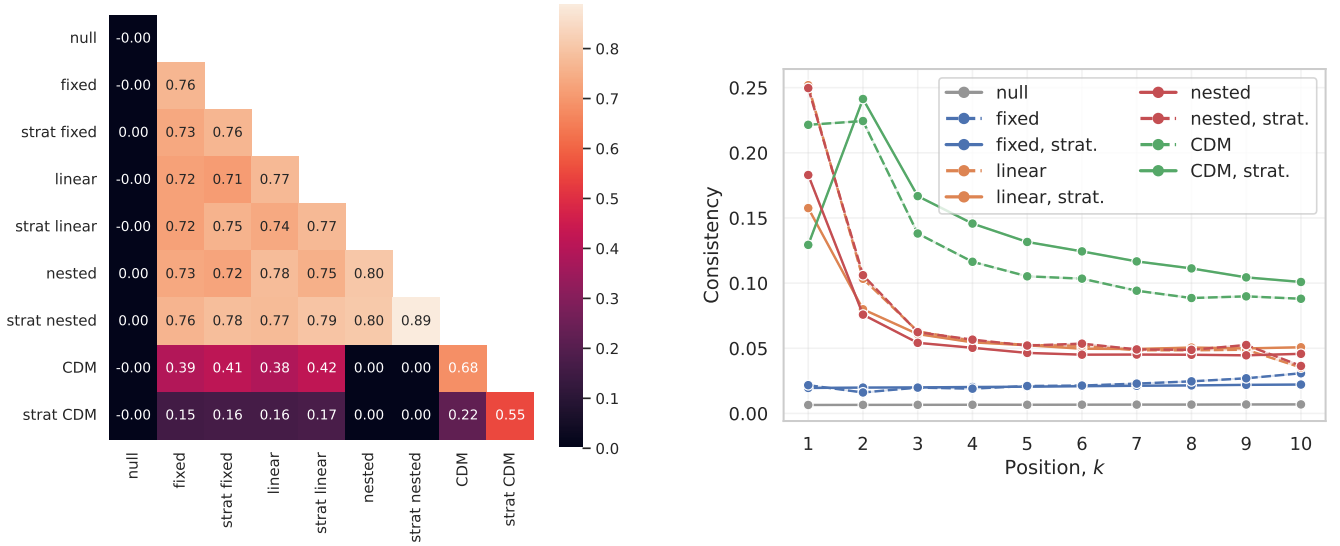 null -0.00
fixed -0.00 0.76
strat fixed 0.00 0.73 0.76
linear -0.00 0.72 0.71 0.77
strat linear -0.00 0.72 0.75 0.74 0.77
nested 0.00 0.73 0.72 0.78 0.75 0.80
strat nested 0.00 0.76 0.78 0.77 0.79 0.80 0.89
CDM -0.00 0.39 0.41 0.38 0.42 0.00 0.00 0.68
strat CDM -0.00 0.15 0.16 0.16 0.17 0.00 0.00 0.22 0.55
null fixed strat fixed linear strat linear nested strat nested CDM strat CDM
0.8
0.7
0.6
0.5
0.4
0.3
0.2
0.1
0.0
Consistency
0.25
0.20
0.15
0.10
0.05
0.00
null
fixed
fixed, strat.
linear
linear, strat.
nested
nested, strat.
CDM
CDM, strat.
1 2 3 4 5 6 7 8 9 10
Position, k